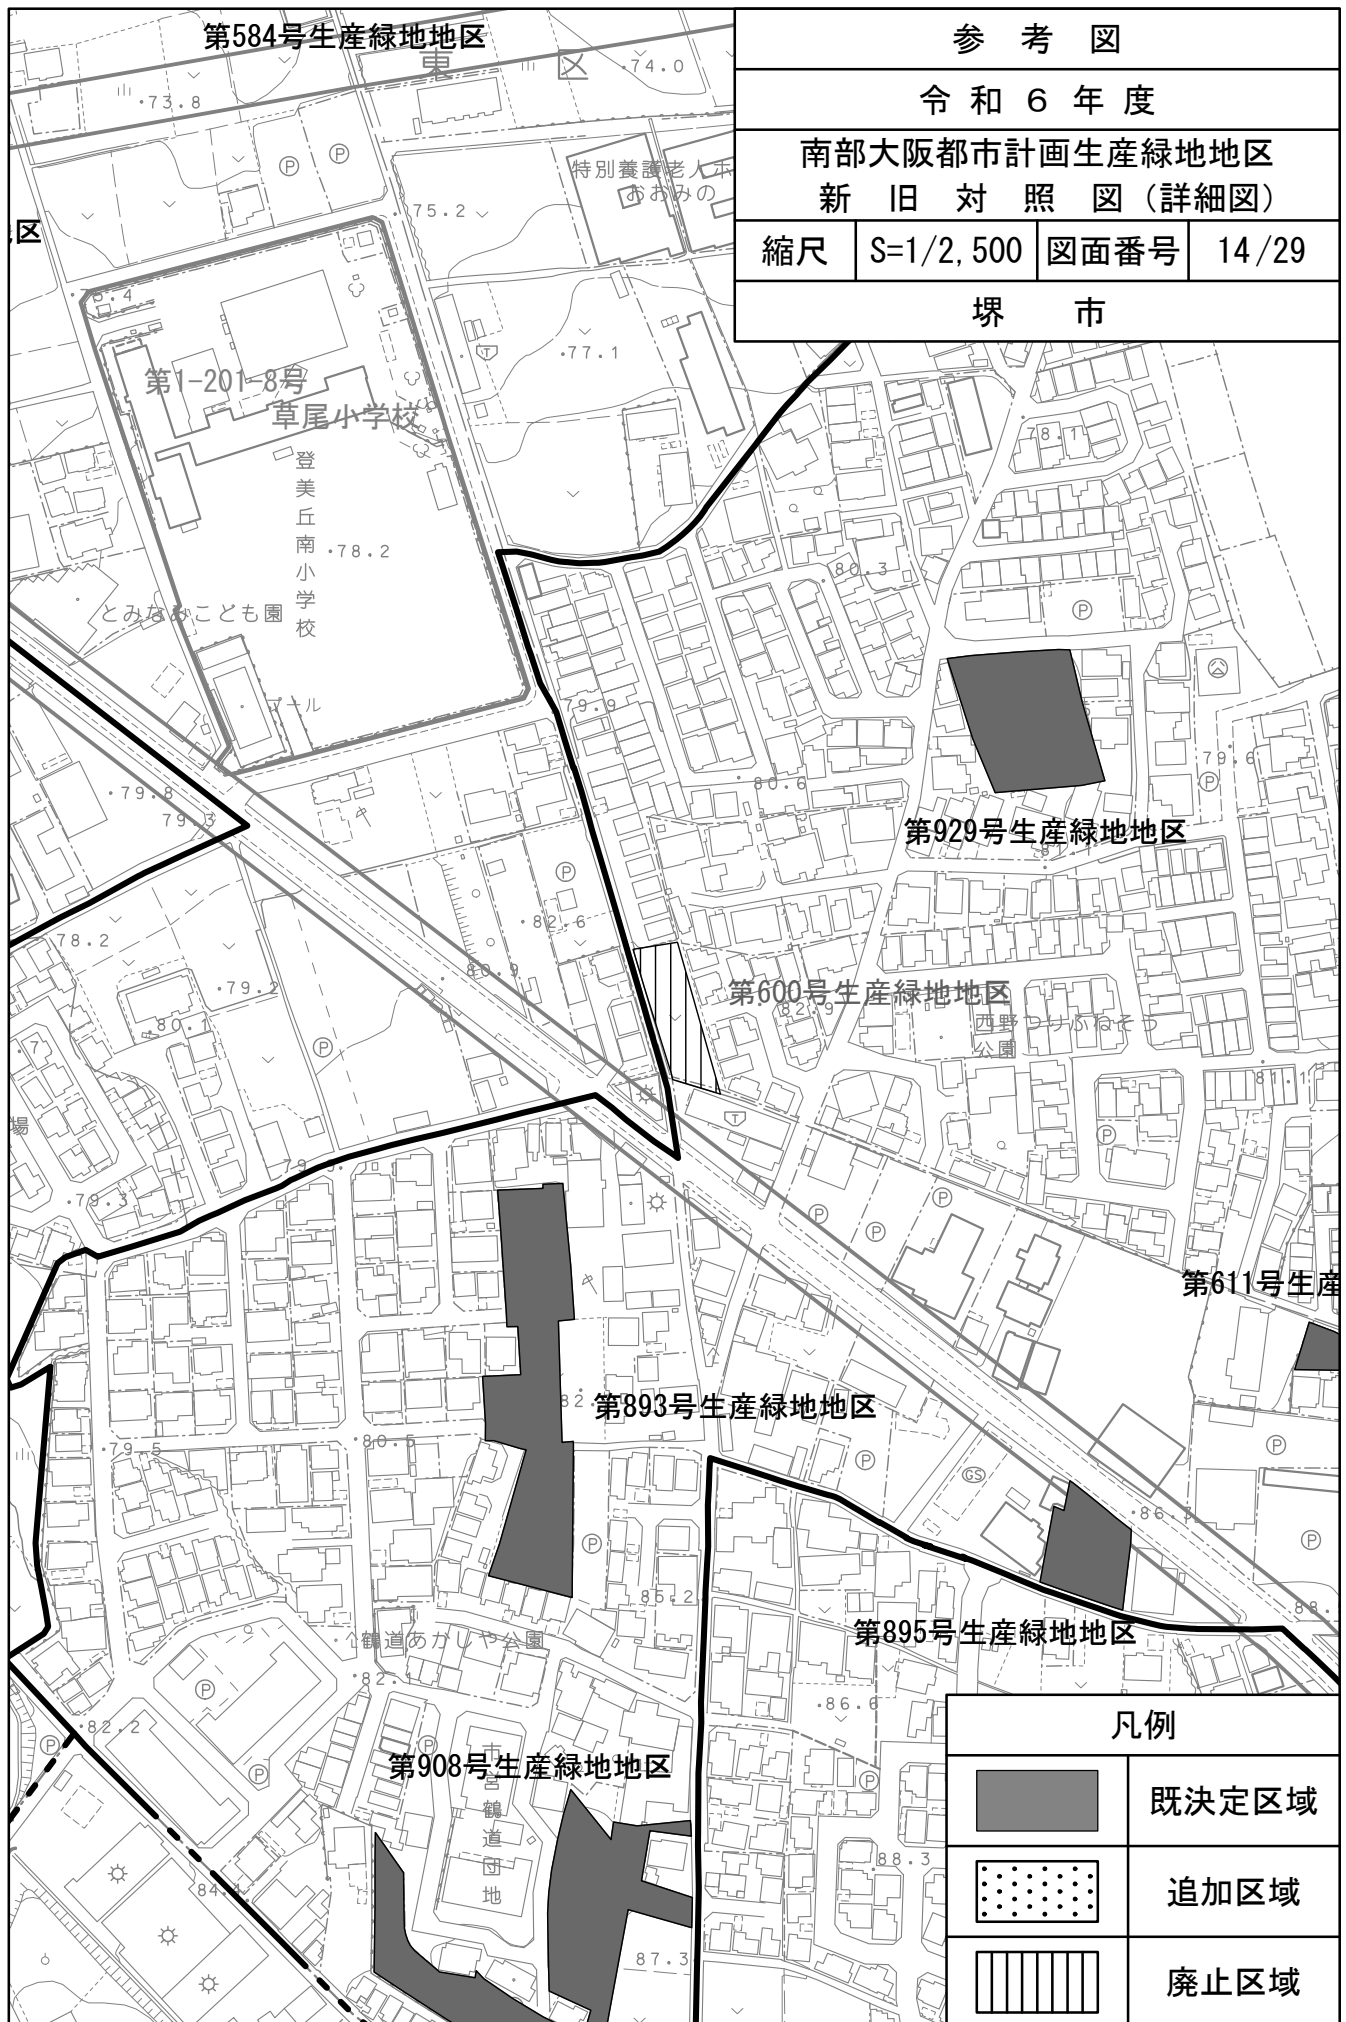 参考図
令和6年度
南部大阪都市計画生産緑地地区
新旧対照図(詳細図)
縮尺 S=1/2,500 図面番号 14/29
堺市
第584号生産緑地地区
東区
・74.0
・73.8
特別養護老人ホ
おおみの
・75.2
区
・75.4
・77.1
第1-201-8号
草尾小学校
登美丘南小学校
・78.2
・78.1
・80.3
とみなみこども園
プール
・79.9
・79.8
79.3
・80.6
・79.6
第929号生産緑地地区
・81.1
・82.6
・78.2
・80.9
・79.2
第600号生産緑地地区
・82.9
西野つりふねそう
公園
・80.1
・81.1
場
・79.3
第611号生産
第893号生産緑地地区
・79.5
・80.5
GS
・86.7
85.2
第895号生産緑地地区
88.
鶴道あかしや公園
・82.1
・86.6
・82.2
第908号生産緑地地区
市営鶴道団地
・88.3
84.4
87.3
凡例
既決定区域
追加区域
廃止区域